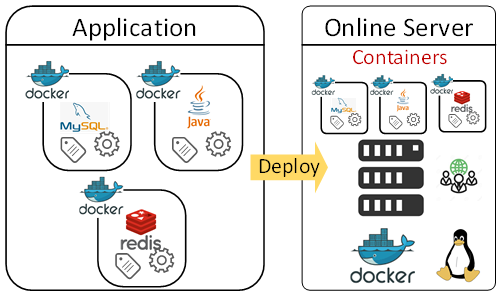 Application
docker
MySQL
docker
Java
docker
redis
Deploy
Online Server
Containers
docker
MySQL
docker
Java
docker
redis
docker